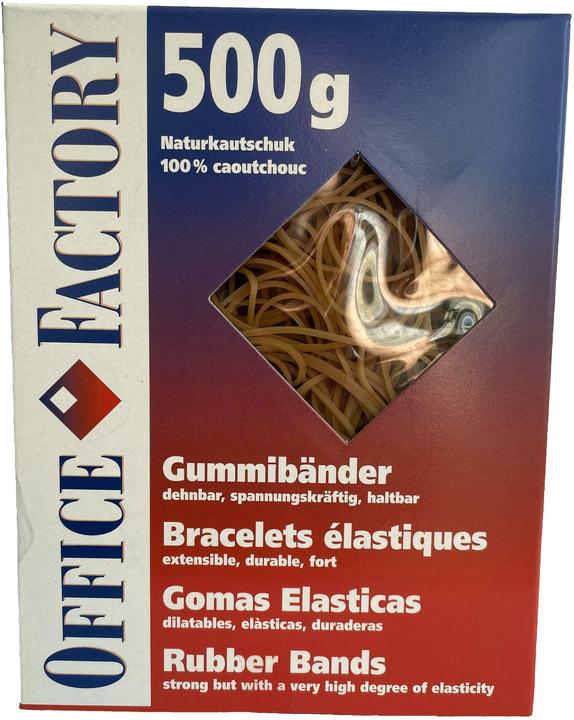 OFFICE FACTORY
500g
Naturkautschuk
100% caoutchouc
Gummibänder
dehnbar, spannungskräftig, haltbar
Bracelets élastiques
extensible, durable, fort
Gomas Elasticas
dilatables, elàsticas, duraderas
Rubber Bands
strong but with a very high degree of elasticity